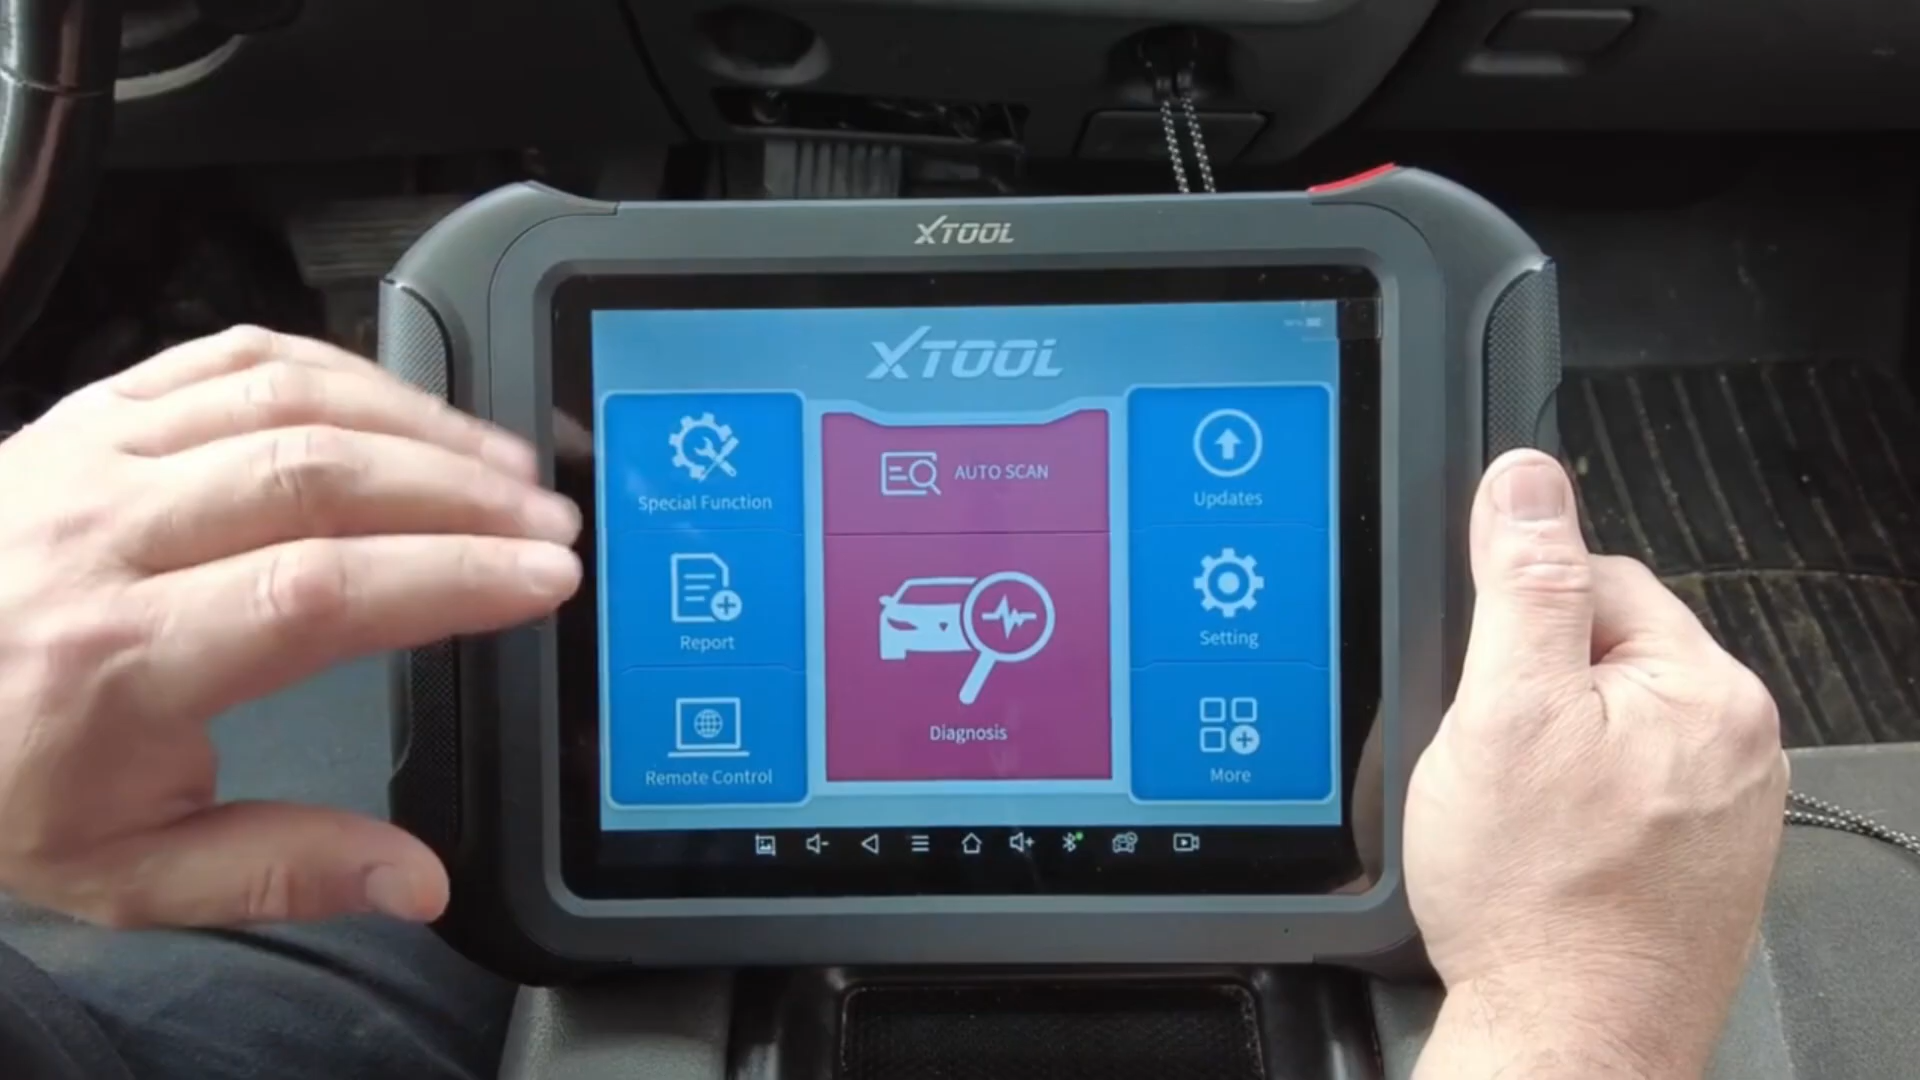 XTOOL
XTOOL
Special Function
AUTO SCAN
Updates
Report
Setting
Diagnosis
Remote Control
More